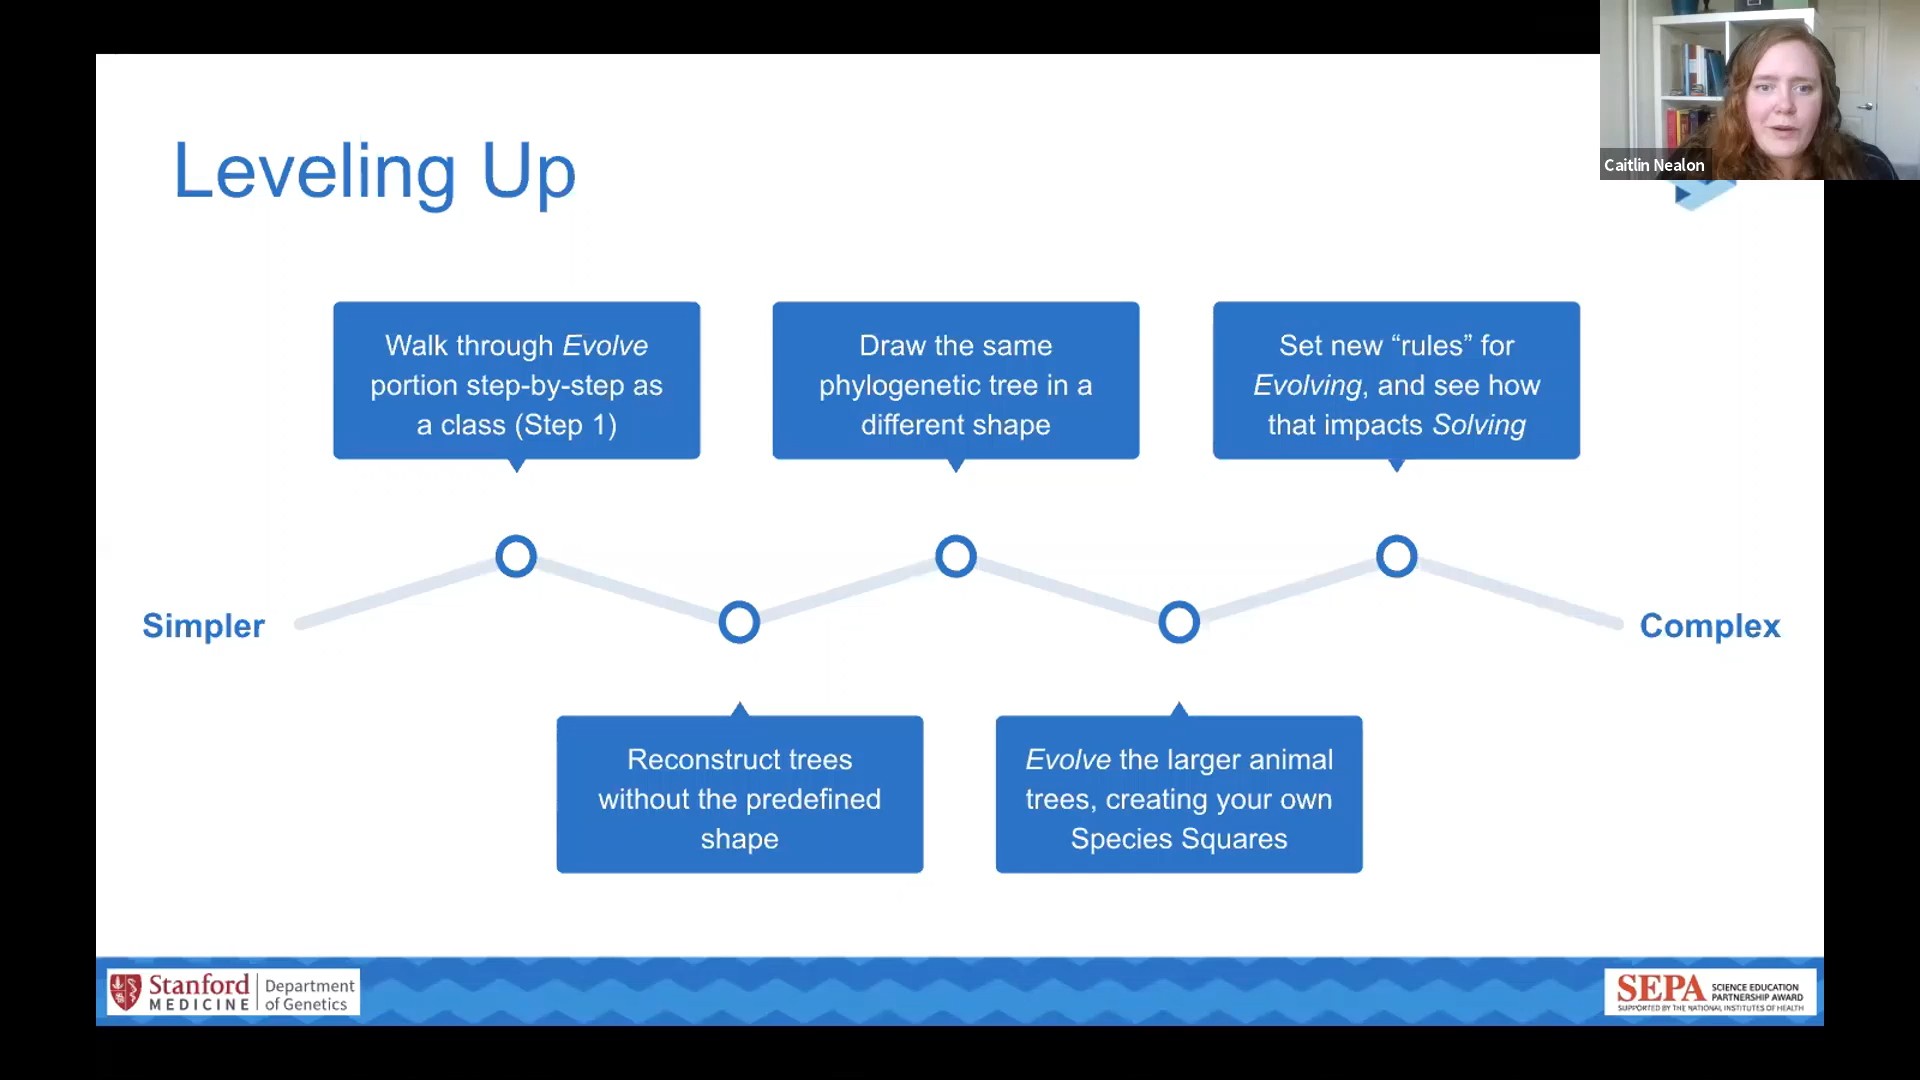 Caitlin Nealon
Leveling Up
Walk through Evolve
portion step-by-step as
a class (Step 1)
Draw the same
phylogenetic tree in a
different shape
Set new “rules” for
Evolving, and see how
that impacts Solving
Simpler
Complex
Reconstruct trees
without the predefined
shape
Evolve the larger animal
trees, creating your own
Species Squares
Stanford
MEDICINE
Department
of Genetics
SEPA
SCIENCE EDUCATION
PARTNERSHIP AWARD
SUPPORTED BY THE NATIONAL INSTITUTES OF HEALTH